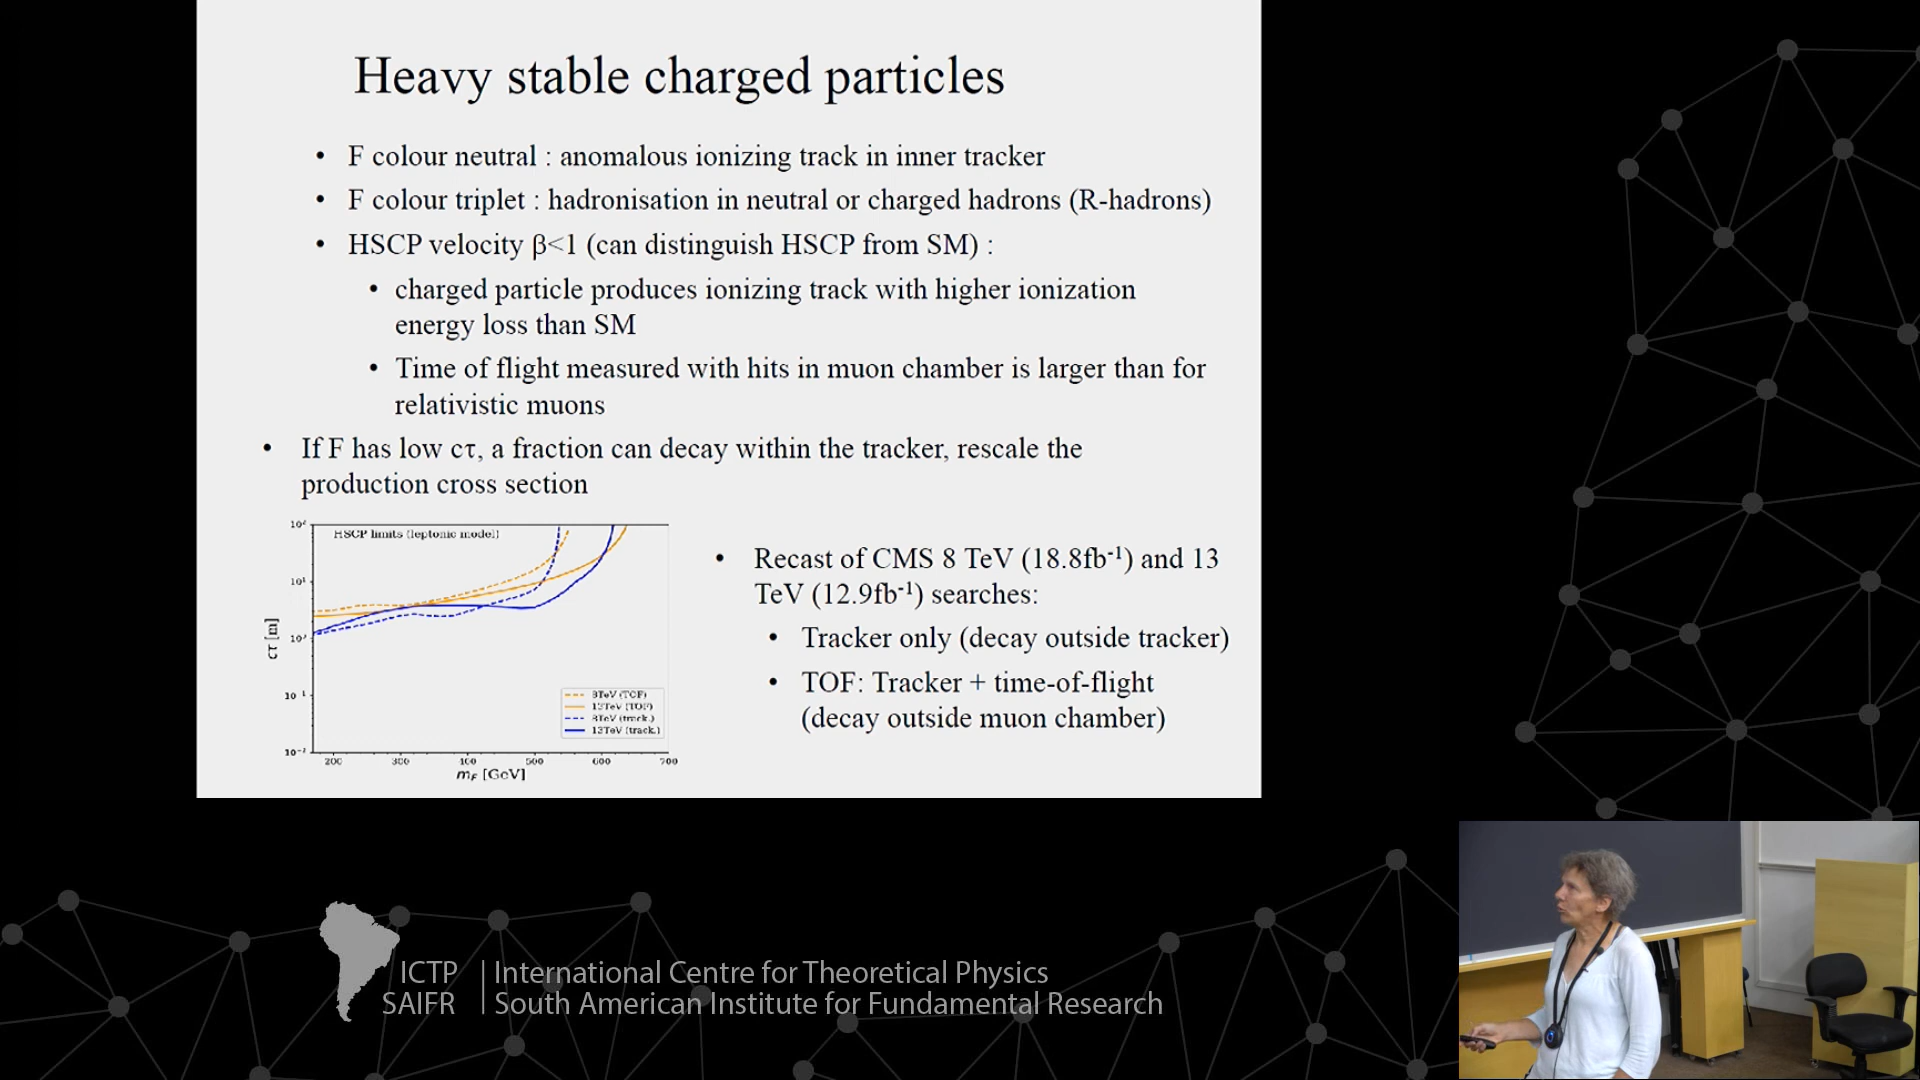 Heavy stable charged particles
• F colour neutral : anomalous ionizing track in inner tracker
• F colour triplet : hadronisation in neutral or charged hadrons (R-hadrons)
• HSCP velocity β<1 (can distinguish HSCP from SM) :
• charged particle produces ionizing track with higher ionization
energy loss than SM
• Time of flight measured with hits in muon chamber is larger than for
relativistic muons
• If F has low cτ, a fraction can decay within the tracker, rescale the
production cross section
HSCP limits (leptonic model)
10²
10¹
10⁰
10⁻¹
10⁻²
cτ [m]
8TeV (TOF)
13TeV (TOF)
8TeV (track.)
13TeV (track.)
200 300 400 500 600 700
m_F [GeV]
• Recast of CMS 8 TeV (18.8fb⁻¹) and 13
TeV (12.9fb⁻¹) searches:
• Tracker only (decay outside tracker)
• TOF: Tracker + time-of-flight
(decay outside muon chamber)
ICTP | International Centre for Theoretical Physics
SAIFR | South American Institute for Fundamental Research